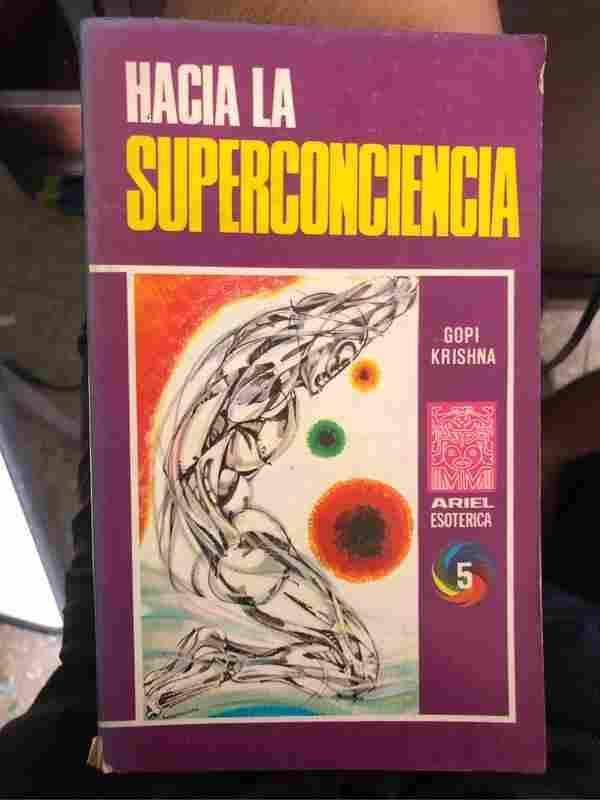 HACIA LA
SUPERCONCIENCIA
GOPI
KRISHNA
ARIEL
ESOTERICA
5